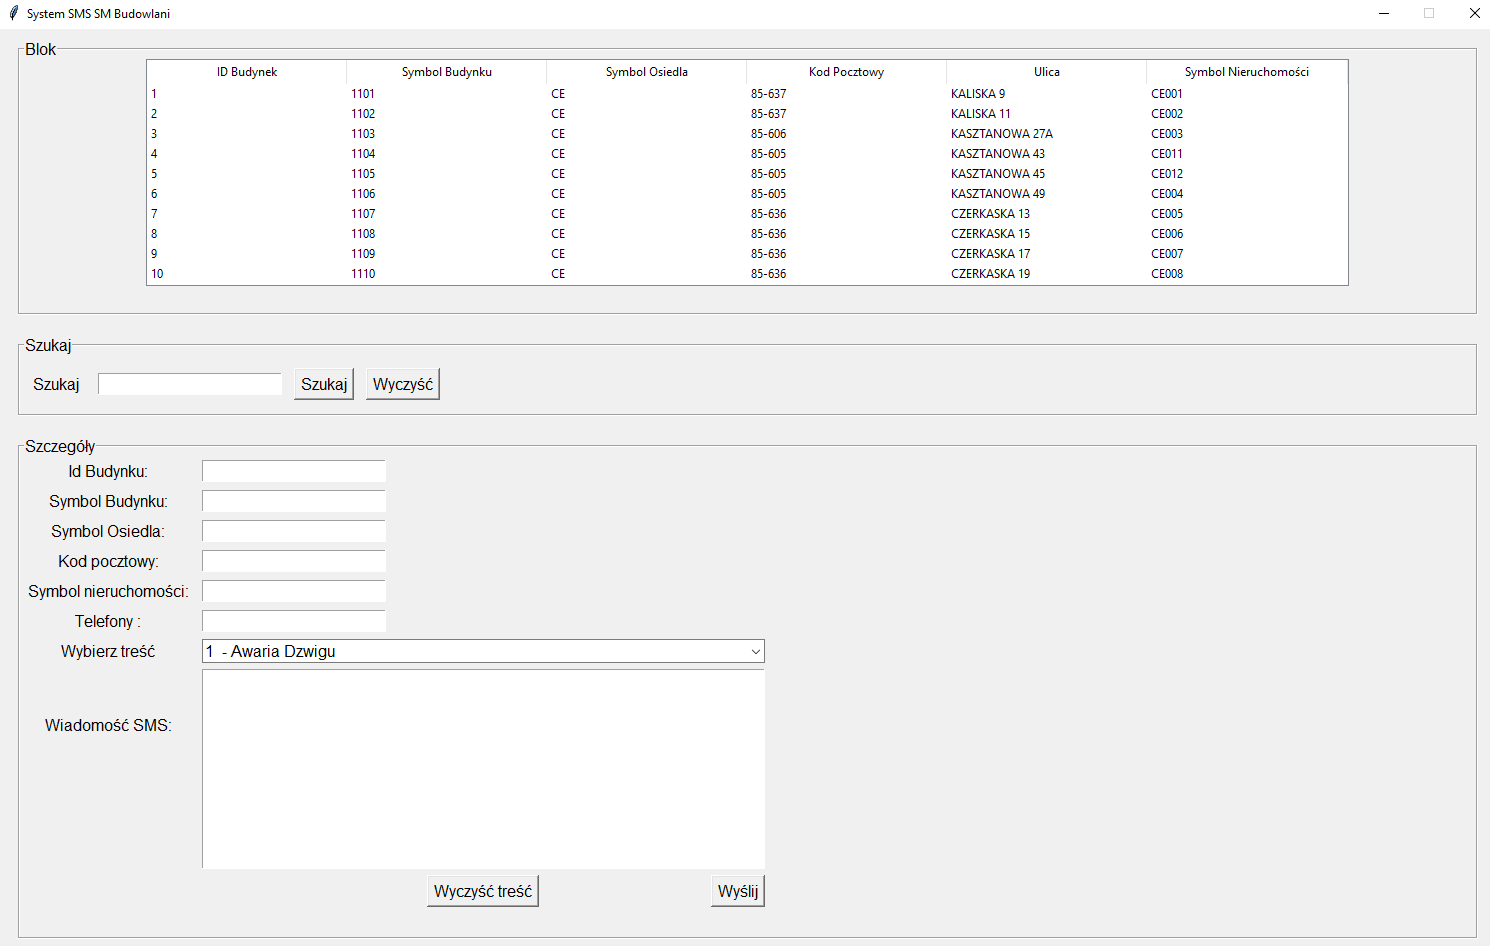 System SMS SM Budowlani
Blok
ID Budynek Symbol Budynku Symbol Osiedla Kod Pocztowy Ulica Symbol Nieruchomości
1 1101 CE 85-637 KALISKA 9 CE001
2 1102 CE 85-637 KALISKA 11 CE002
3 1103 CE 85-606 KASZTANOWA 27A CE003
4 1104 CE 85-605 KASZTANOWA 43 CE011
5 1105 CE 85-605 KASZTANOWA 45 CE012
6 1106 CE 85-605 KASZTANOWA 49 CE004
7 1107 CE 85-636 CZERKASKA 13 CE005
8 1108 CE 85-636 CZERKASKA 15 CE006
9 1109 CE 85-636 CZERKASKA 17 CE007
10 1110 CE 85-636 CZERKASKA 19 CE008
Szukaj
Szukaj Szukaj Wyczyść
Szczegóły
Id Budynku:
Symbol Budynku:
Symbol Osiedla:
Kod pocztowy:
Symbol nieruchomości:
Telefony :
Wybierz treść 1 - Awaria Dzwigu
Wiadomość SMS:
Wyczyść treść Wyślij